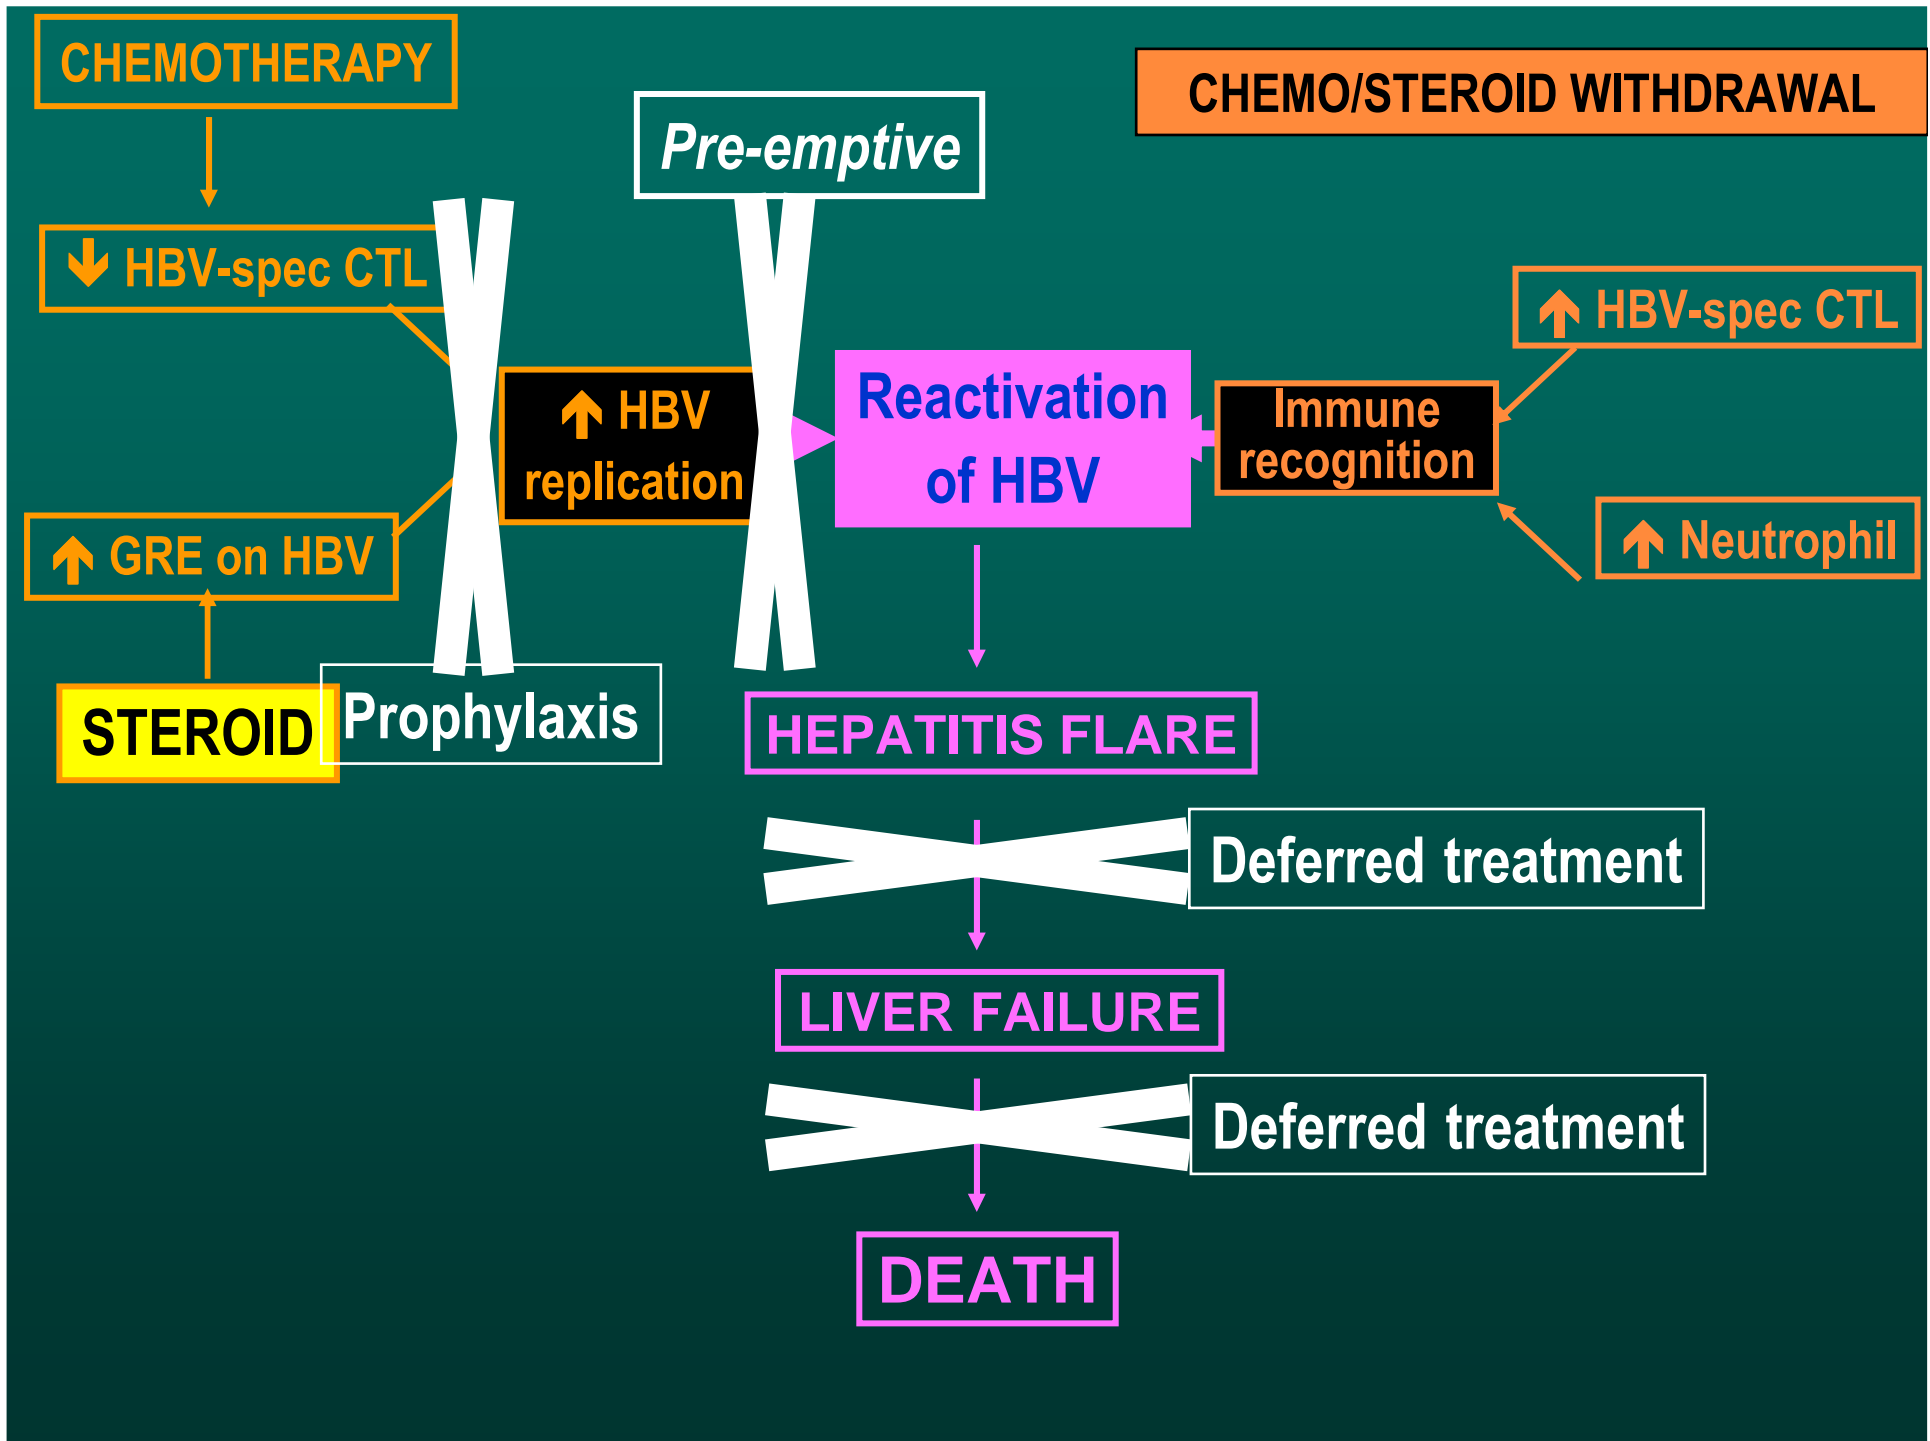 CHEMOTHERAPY
CHEMO/STEROID WITHDRAWAL
Pre-emptive
↓ HBV-spec CTL
↑ HBV-spec CTL
↑ HBV
replication
Reactivation
of HBV
Immune
recognition
↑ GRE on HBV
↑ Neutrophil
STEROID
Prophylaxis
HEPATITIS FLARE
Deferred treatment
LIVER FAILURE
Deferred treatment
DEATH